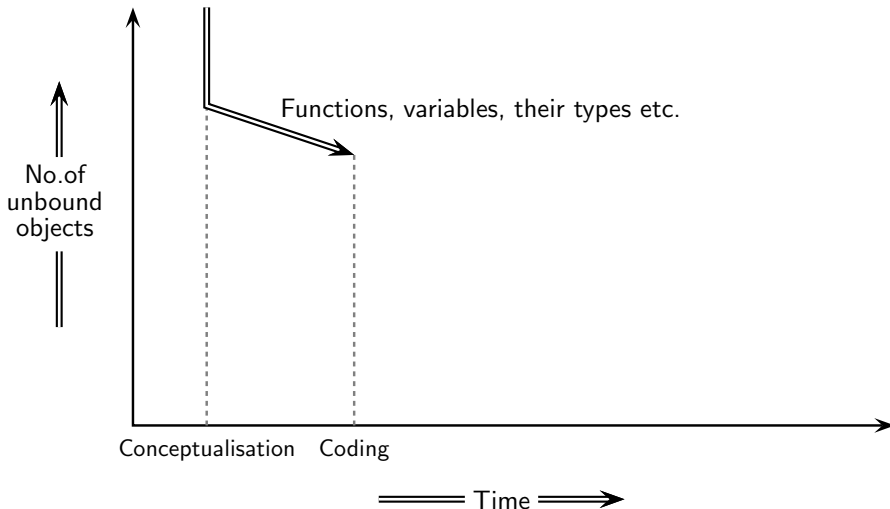 Functions, variables, their types etc.
No.of
unbound
objects
Conceptualisation
Coding
Time